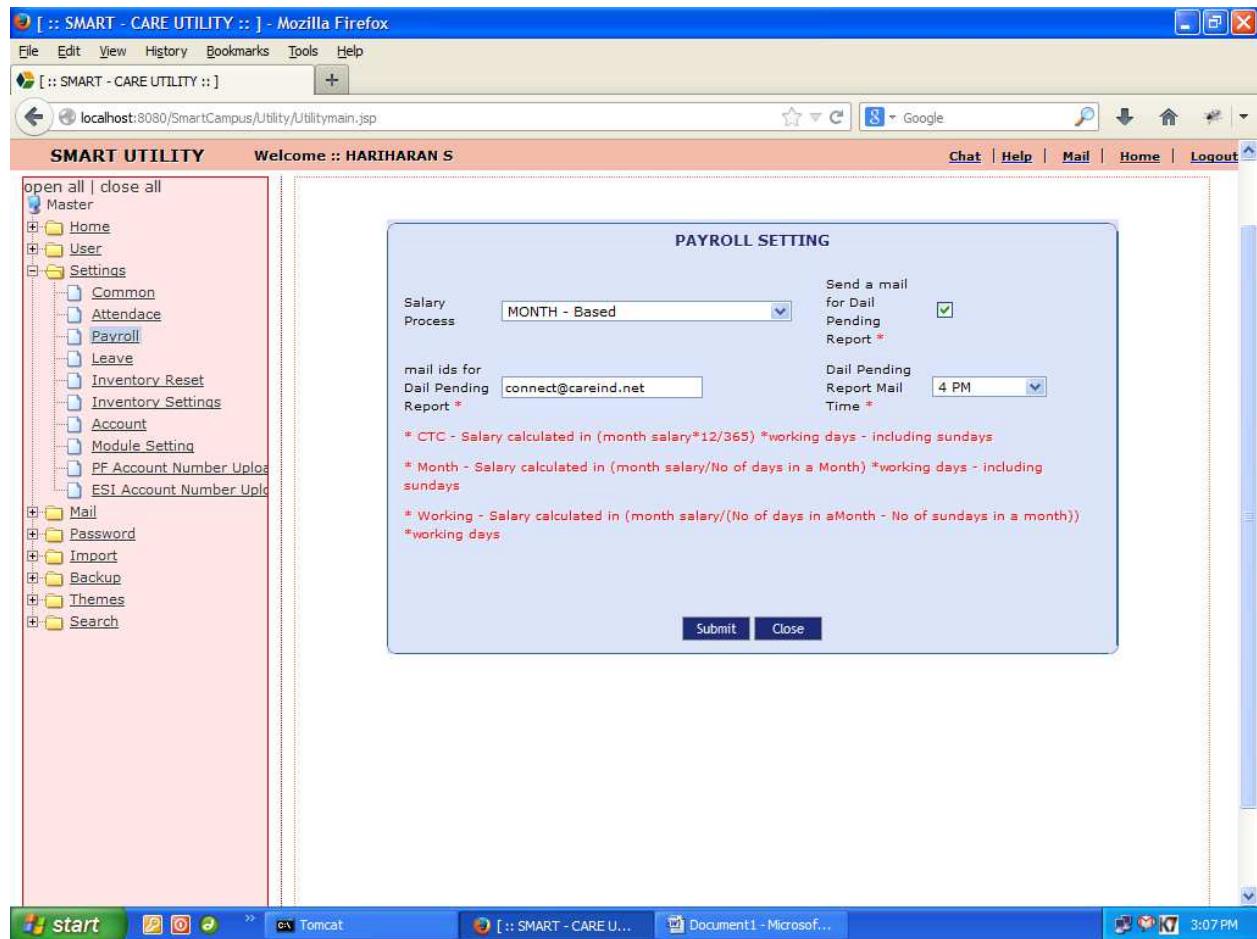 [ :: SMART - CARE UTILITY :: ] - Mozilla Firefox
File Edit View History Bookmarks Tools Help
[ :: SMART - CARE UTILITY :: ]
localhost:8080/SmartCampus/Utility/Utilitymain.jsp
Google
SMART UTILITY Welcome :: HARIHARAN S Chat | Help | Mail | Home | Logout
open all | close all
Master
Home
User
Settings
Common
Attendace
Payroll
Leave
Inventory Reset
Inventory Settings
Account
Module Setting
PF Account Number Uploa
ESI Account Number Uplo
Mail
Password
Import
Backup
Themes
Search
PAYROLL SETTING
Salary
Process
MONTH - Based
Send a mail
for Dail
Pending
Report *
mail ids for
Dail Pending
Report *
connect@careind.net
Dail Pending
Report Mail
Time *
4 PM
* CTC - Salary calculated in (month salary*12/365) *working days - including sundays
* Month - Salary calculated in (month salary/No of days in a Month) *working days - including
sundays
* Working - Salary calculated in (month salary/(No of days in aMonth - No of sundays in a month))
*working days
Submit Close
start
Tomcat
[ :: SMART - CARE U...
Document1 - Microsof...
3:07 PM